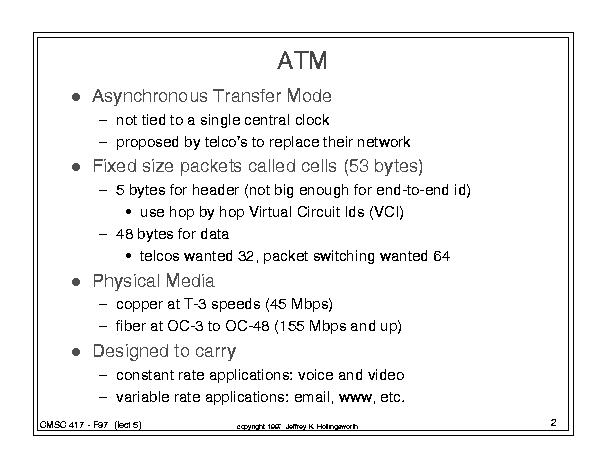 ATM
● Asynchronous Transfer Mode
– not tied to a single central clock
– proposed by telco's to replace their network
● Fixed size packets called cells (53 bytes)
– 5 bytes for header (not big enough for end-to-end id)
• use hop by hop Virtual Circuit Ids (VCI)
– 48 bytes for data
• telcos wanted 32, packet switching wanted 64
● Physical Media
– copper at T-3 speeds (45 Mbps)
– fiber at OC-3 to OC-48 (155 Mbps and up)
● Designed to carry
– constant rate applications: voice and video
– variable rate applications: email, www, etc.
CMSC 417 - F97 (lect 5)
copyright 1997 Jeffrey K. Hollingsworth
2